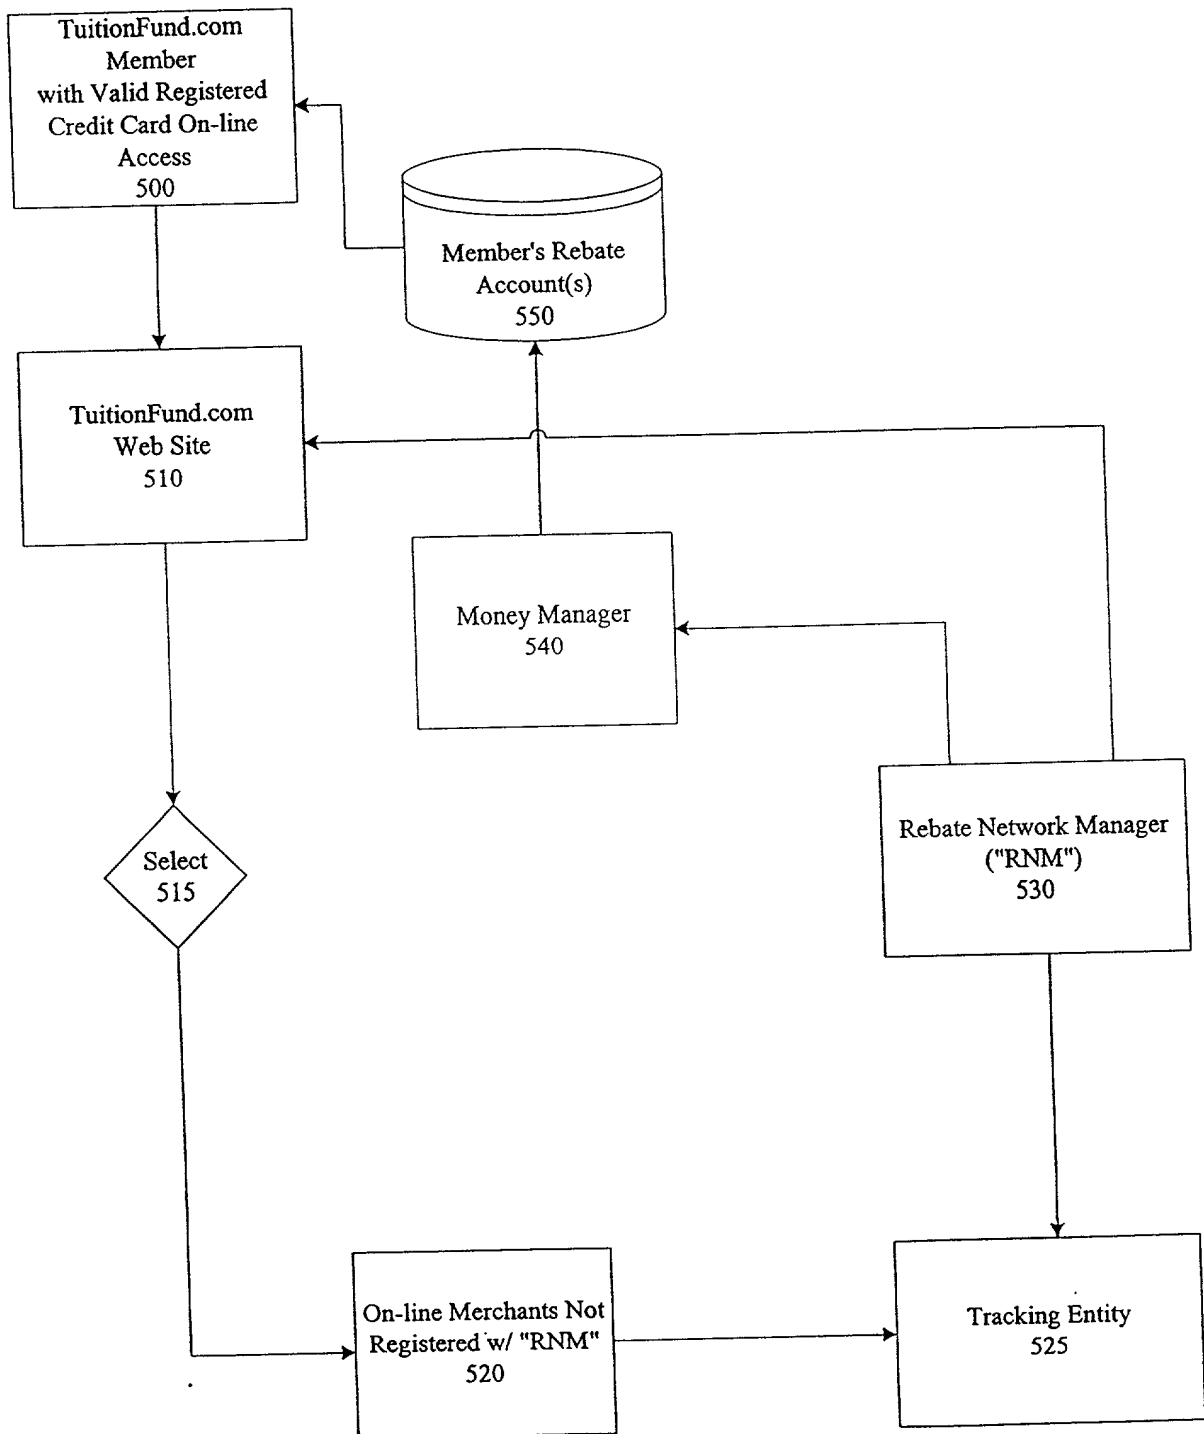 TuitionFund.com
Member
with Valid Registered
Credit Card On-line
Access
500
Member's Rebate
Account(s)
550
TuitionFund.com
Web Site
510
Money Manager
540
Select
515
Rebate Network Manager
("RNM")
530
On-line Merchants Not
Registered w/ "RNM"
520
Tracking Entity
525